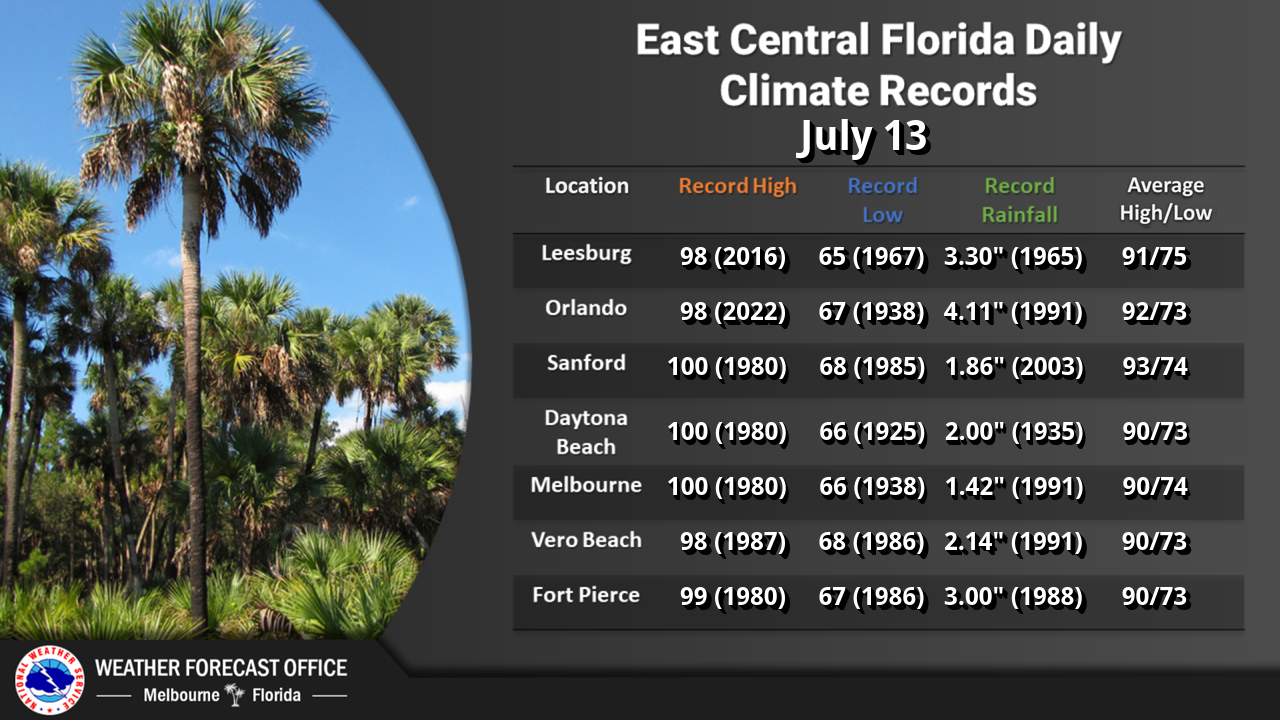 East Central Florida Daily
Climate Records
July 13
Location Record High Record Low Record Rainfall Average High/Low
Leesburg 98 (2016) 65 (1967) 3.30" (1965) 91/75
Orlando 98 (2022) 67 (1938) 4.11" (1991) 92/73
Sanford 100 (1980) 68 (1985) 1.86" (2003) 93/74
Daytona Beach 100 (1980) 66 (1925) 2.00" (1935) 90/73
Melbourne 100 (1980) 66 (1938) 1.42" (1991) 90/74
Vero Beach 98 (1987) 68 (1986) 2.14" (1991) 90/73
Fort Pierce 99 (1980) 67 (1986) 3.00" (1988) 90/73
NATIONAL WEATHER SERVICE
WEATHER FORECAST OFFICE
Melbourne Florida